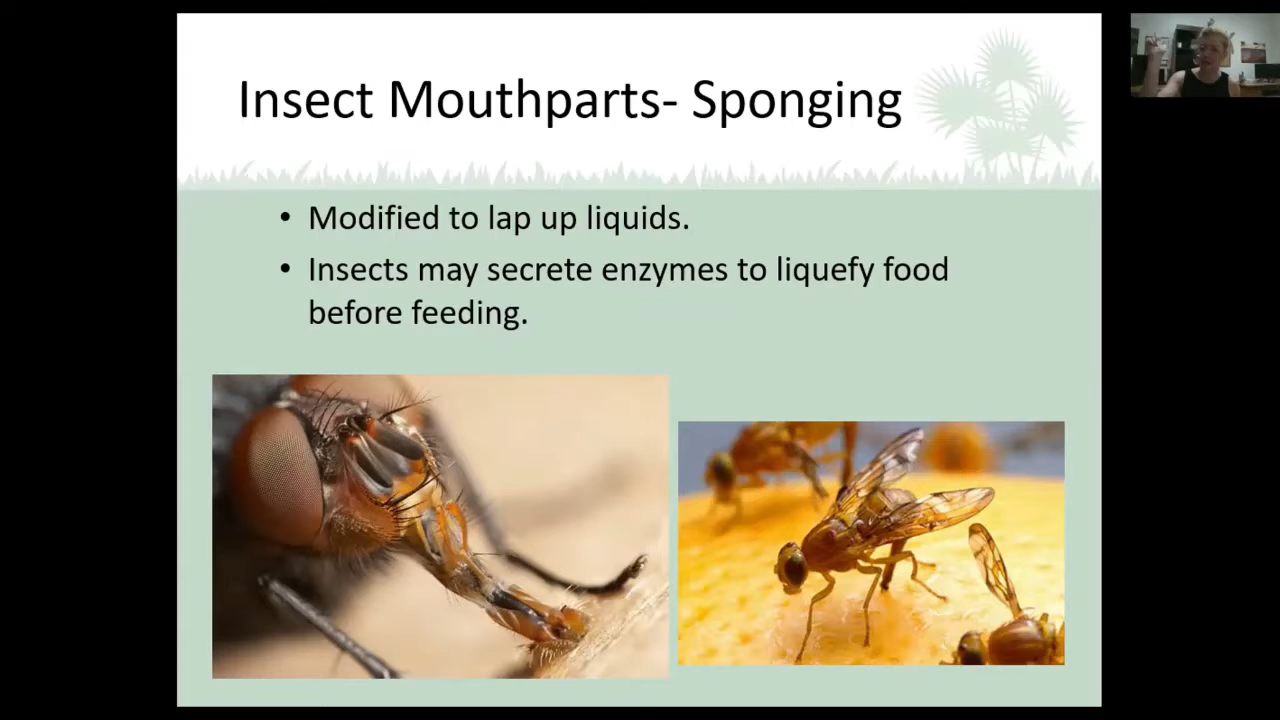 Insect Mouthparts- Sponging
• Modified to lap up liquids.
• Insects may secrete enzymes to liquefy food
before feeding.